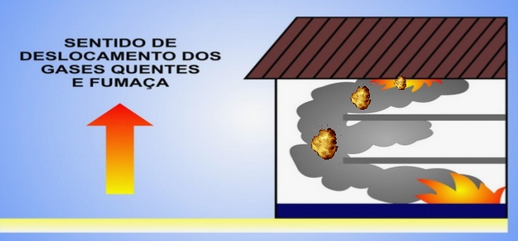 SENTIDO DE
DESLOCAMENTO DOS
GASES QUENTES
E FUMAÇA